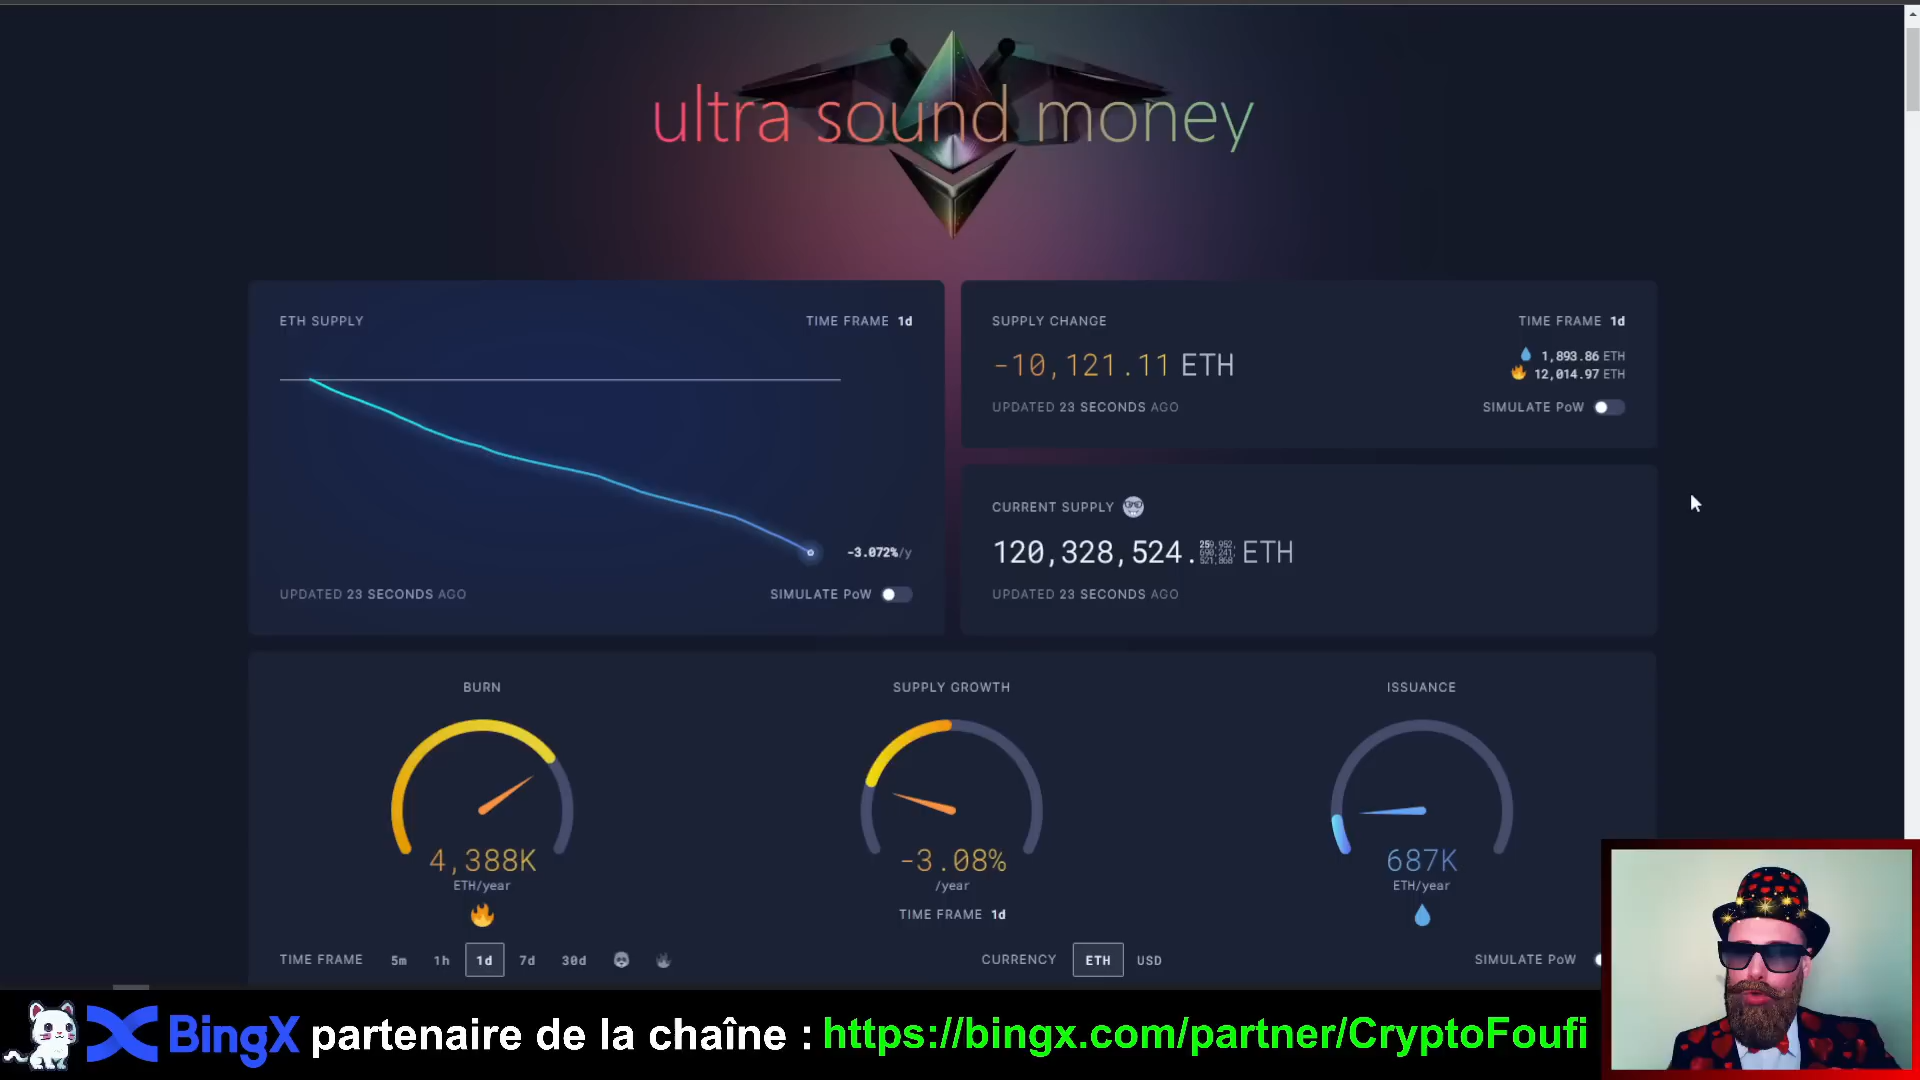 ultra sound money
ETH SUPPLY
TIME FRAME 1d
-3.072%/y
UPDATED 23 SECONDS AGO
SIMULATE PoW
SUPPLY CHANGE
TIME FRAME 1d
-10,121.11 ETH
1,893.86 ETH
12,014.97 ETH
UPDATED 23 SECONDS AGO
SIMULATE PoW
CURRENT SUPPLY
120,328,524. ETH
UPDATED 23 SECONDS AGO
BURN
4,388K
ETH/year
SUPPLY GROWTH
-3.08%
/year
TIME FRAME 1d
ISSUANCE
687K
ETH/year
TIME FRAME 5m 1h 1d 7d 30d
CURRENCY ETH USD
SIMULATE PoW
BingX partenaire de la chaîne : https://bingx.com/partner/CryptoFoufi